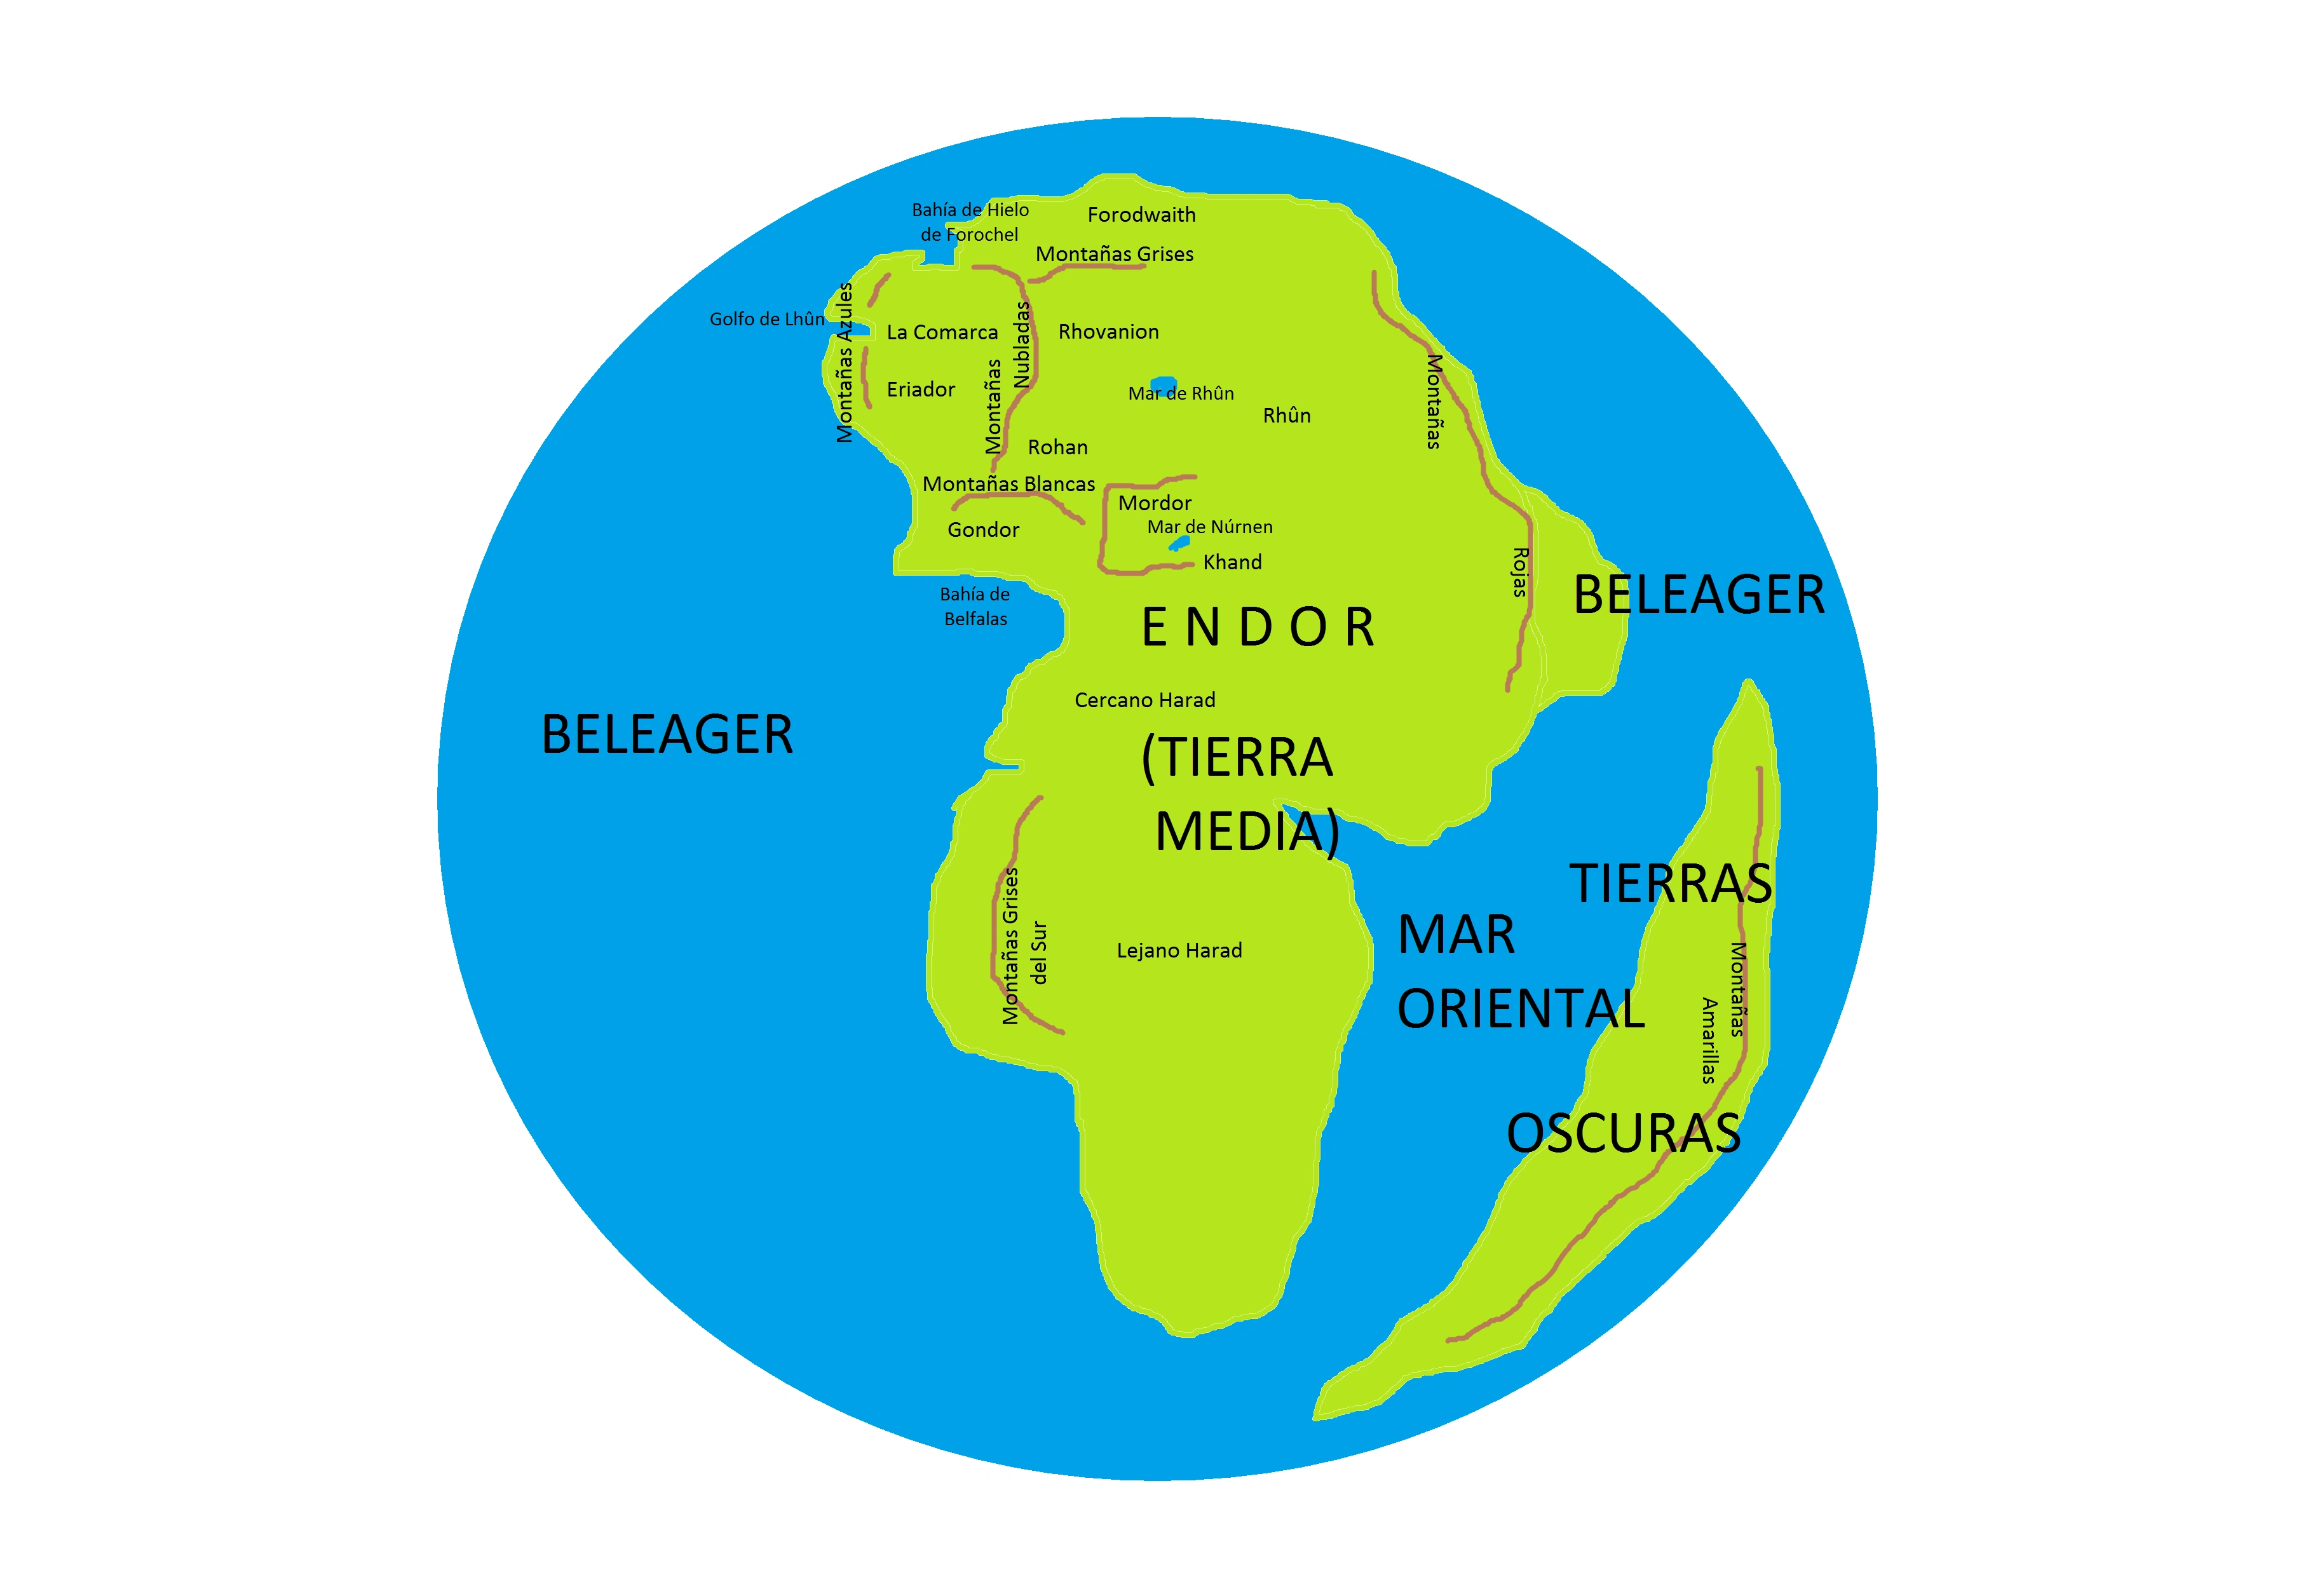 Bahía de Hielo
de Forochel
Forodwaith
Montañas Grises
Golfo de Lhûn
Montañas Azules
La Comarca
Montañas
Nubladas
Rhovanion
Eriador
Mar de Rhûn
Rhûn
Montañas
Rojas
Rohan
Montañas Blancas
Gondor
Mordor
Mar de Núrnen
Khand
Bahía de
Belfalas
ENDOR
BELEAGER
Cercano Harad
BELEAGER
(TIERRA
MEDIA)
Montañas Grises
del Sur
Lejano Harad
MAR
ORIENTAL
TIERRAS
OSCURAS
Montañas
Amarillas